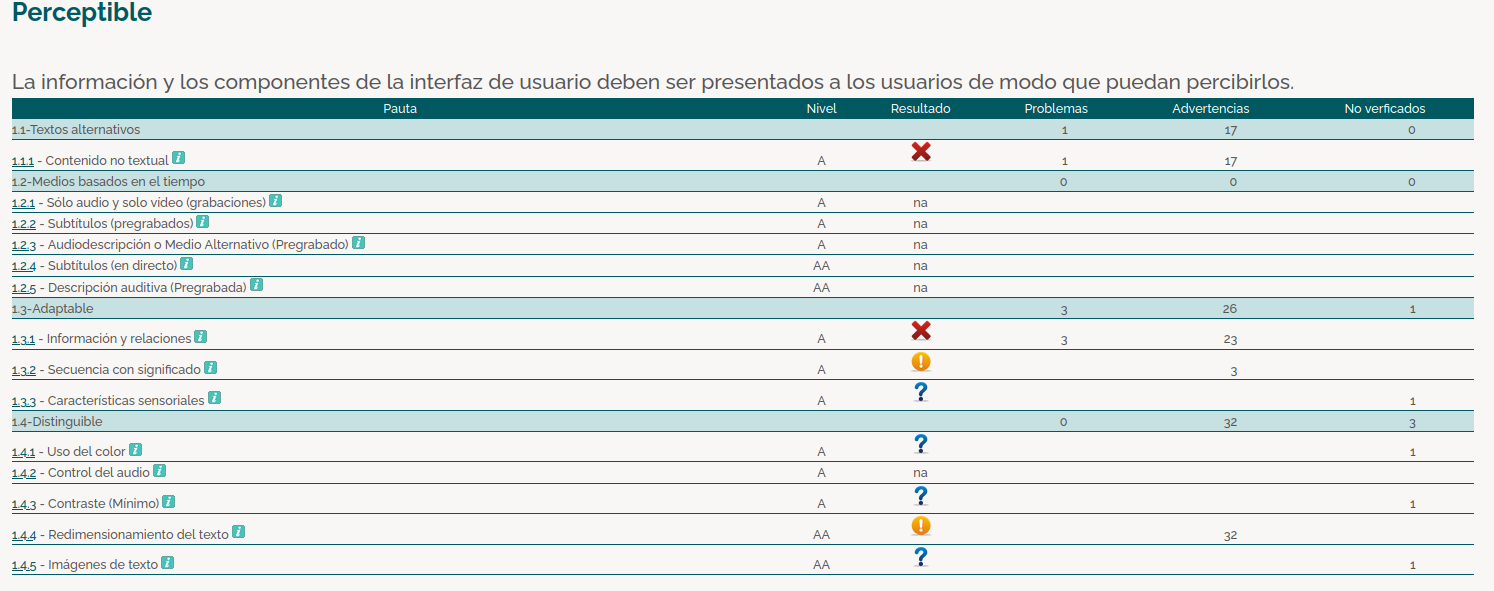 Perceptible
La información y los componentes de la interfaz de usuario deben ser presentados a los usuarios de modo que puedan percibirlos.
Pauta Nivel Resultado Problemas Advertencias No verficados
1.1-Textos alternativos 1 17 0
1.1.1 - Contenido no textual i A 1 17
1.2-Medios basados en el tiempo 0 0 0
1.2.1 - Sólo audio y solo vídeo (grabaciones) i A na
1.2.2 - Subtítulos (pregrabados) i A na
1.2.3 - Audiodescripción o Medio Alternativo (Pregrabado) i A na
1.2.4 - Subtítulos (en directo) i AA na
1.2.5 - Descripción auditiva (Pregrabada) i AA na
1.3-Adaptable 3 26 1
1.3.1 - Información y relaciones i A 3 23
1.3.2 - Secuencia con significado i A ! 3
1.3.3 - Características sensoriales i A ? 1
1.4-Distinguible 0 32 3
1.4.1 - Uso del color i A ? 1
1.4.2 - Control del audio i A na
1.4.3 - Contraste (Mínimo) i A ? 1
1.4.4 - Redimensionamiento del texto i AA ! 32
1.4.5 - Imágenes de texto i AA ? 1